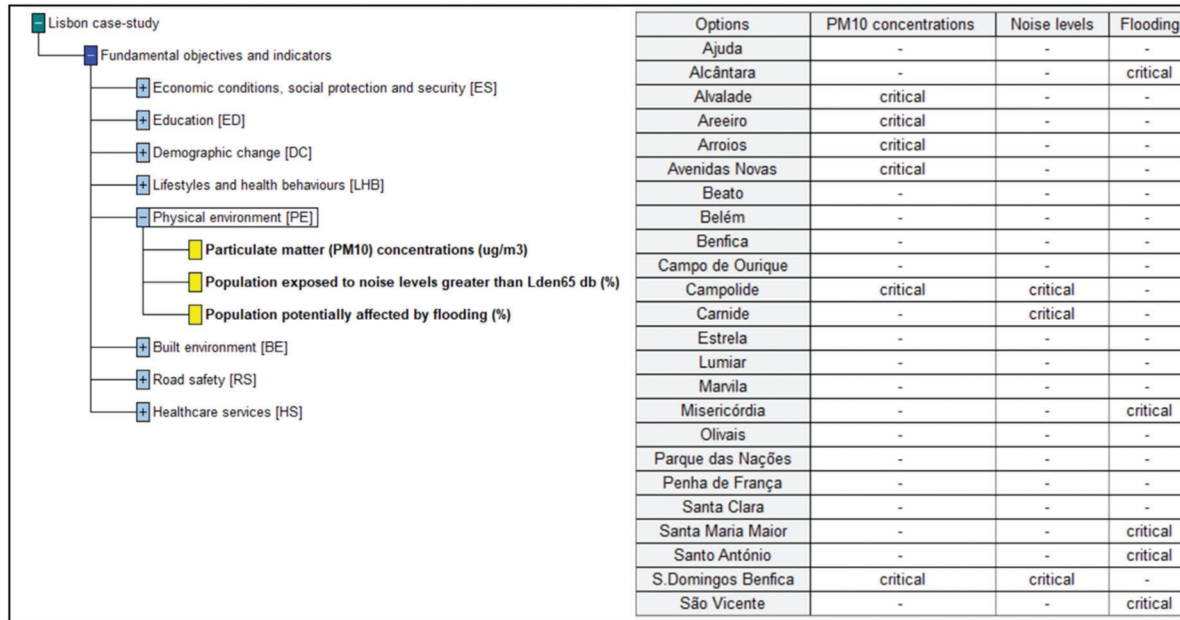 Lisbon case-study
Fundamental objectives and indicators
Economic conditions, social protection and security [ES]
Education [ED]
Demographic change [DC]
Lifestyles and health behaviours [LHB]
Physical environment [PE]
Particulate matter (PM10) concentrations (ug/m3)
Population exposed to noise levels greater than Lden65 db (%)
Population potentially affected by flooding (%)
Built environment [BE]
Road safety [RS]
Healthcare services [HS]
Options PM10 concentrations Noise levels Flooding
Ajuda - - -
Alcântara - - critical
Alvalade critical - -
Areeiro critical - -
Arroios critical - -
Avenidas Novas critical - -
Beato - - -
Belém - - -
Benfica - - -
Campo de Ourique - - -
Campolide critical critical -
Carnide - critical -
Estrela - - -
Lumiar - - -
Marvila - - -
Misericórdia - - critical
Olivais - - -
Parque das Nações - - -
Penha de França - - -
Santa Clara - - -
Santa Maria Maior - - critical
Santo António - - critical
S.Domingos Benfica critical critical -
São Vicente - - critical